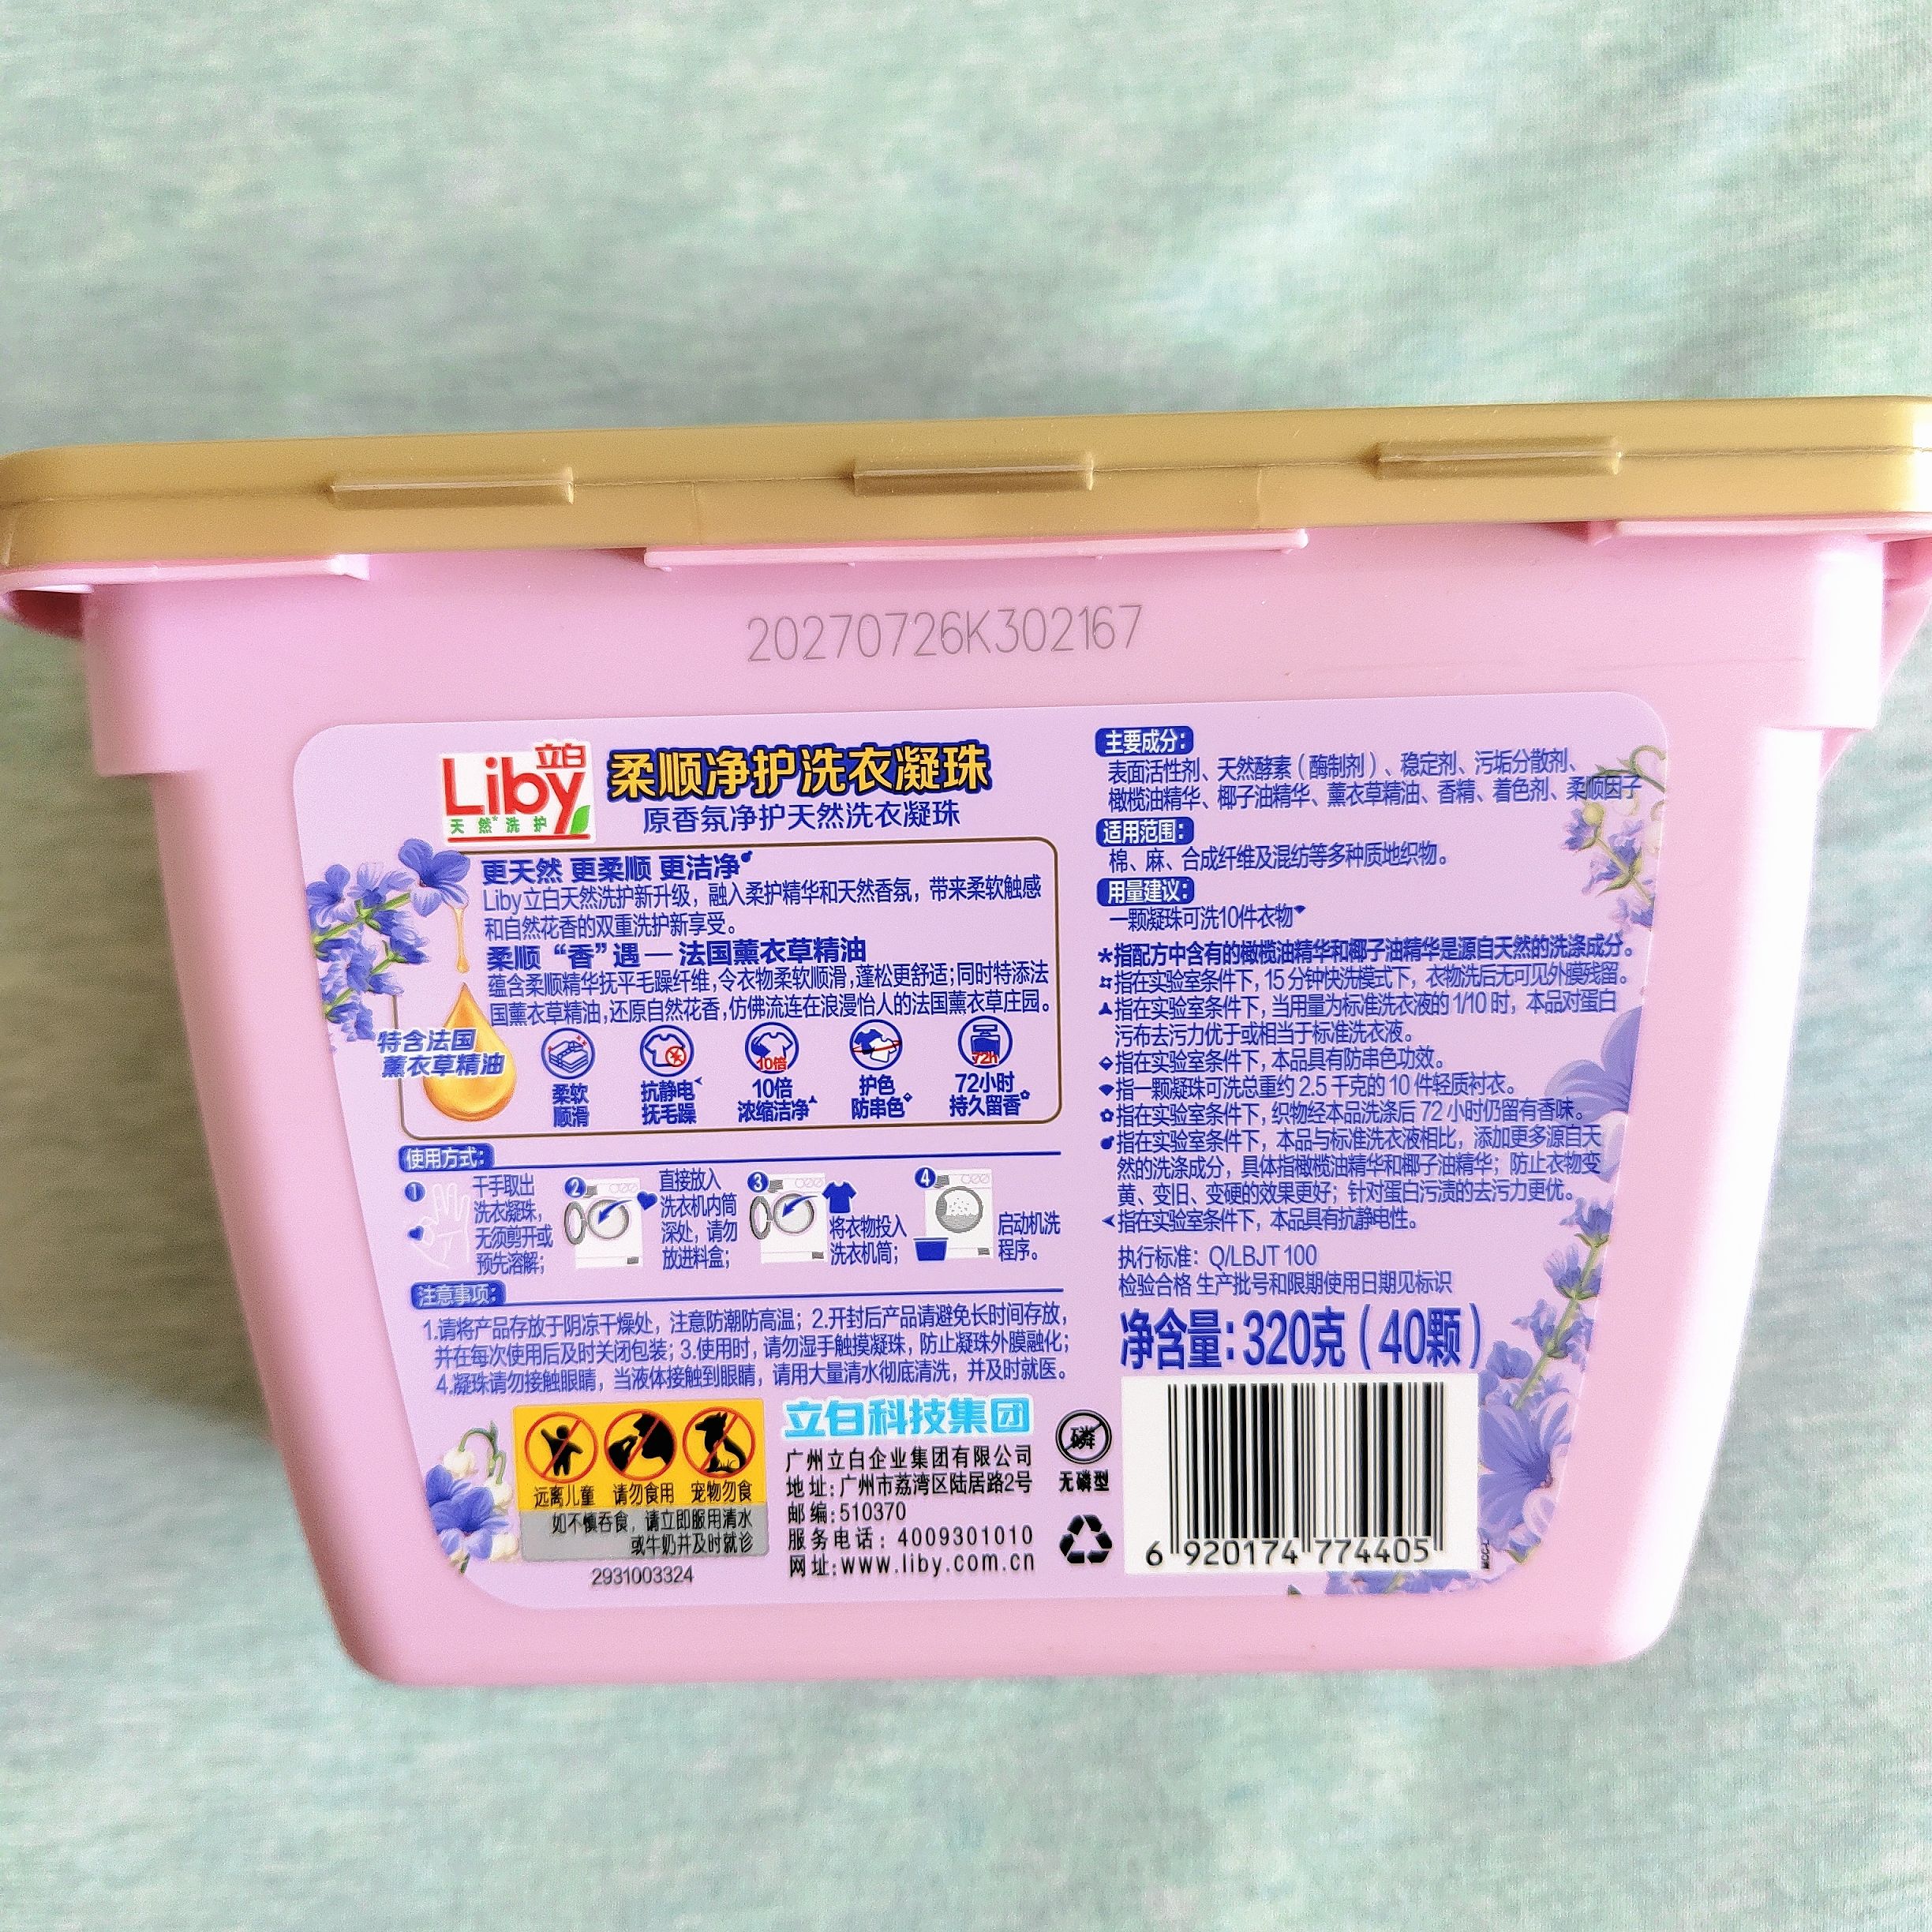 20270726K302167
立白
Liby
天然*洗护
柔顺净护洗衣凝珠
原香氛净护天然洗衣凝珠
更天然 更柔顺 更洁净
Liby立白天然洗护新升级，融入柔护精华和天然香氛，带来柔软触感
和自然花香的双重洗护新享受。
柔顺“香”遇—法国薰衣草精油
蕴含柔顺精华抚平毛躁纤维,令衣物柔软顺滑,蓬松更舒适;同时特添法
国薰衣草精油,还原自然花香,仿佛流连在浪漫怡人的法国薰衣草庄园。
特含法国
薰衣草精油
柔软
顺滑
抗静电
抚毛躁
10倍
10倍
浓缩洁净
护色
防串色
72h
72小时
持久留香
使用方式：
1
干手取出
洗衣凝珠，
无须剪开或
预先溶解；
2
直接放入
洗衣机内筒
深处，请勿
放进料盒；
3
将衣物投入
洗衣机筒；
4
启动机洗
程序。
注意事项：
1.请将产品存放于阴凉干燥处，注意防潮防高温；2.开封后产品请避免长时间存放，
并在每次使用后及时关闭包装；3.使用时，请勿湿手触摸凝珠，防止凝珠外膜融化；
4.凝珠请勿接触眼睛，当液体接触到眼睛，请用大量清水彻底清洗，并及时就医。
远离儿童 请勿食用 宠物勿食
如不慎吞食，请立即服用清水
或牛奶并及时就诊
2931003324
立白科技集团
广州立白企业集团有限公司
地址：广州市荔湾区陆居路2号
邮编：510370
服务电话：4009301010
网址：www.liby.com.cn
磷
无磷型
主要成分：
表面活性剂、天然酵素（酶制剂）、稳定剂、污垢分散剂、
橄榄油精华、椰子油精华、薰衣草精油、香精、着色剂、柔顺因子
适用范围：
棉、麻、合成纤维及混纺等多种质地织物。
用量建议：
一颗凝珠可洗10件衣物
*指配方中含有的橄榄油精华和椰子油精华是源自天然的洗涤成分。
指在实验室条件下，15分钟快洗模式下，衣物洗后无可见外膜残留。
指在实验室条件下，当用量为标准洗衣液的1/10时，本品对蛋白
污布去污力优于或相当于标准洗衣液。
指在实验室条件下，本品具有防串色功效。
指一颗凝珠可洗总重约2.5千克的10件轻质衬衣。
指在实验室条件下，织物经本品洗涤后72小时仍留有香味。
指在实验室条件下，本品与标准洗衣液相比，添加更多源自天
然的洗涤成分，具体指橄榄油精华和椰子油精华；防止衣物变
黄、变旧、变硬的效果更好；针对蛋白污渍的去污力更优。
指在实验室条件下，本品具有抗静电性。
执行标准：Q/LBJT 100
检验合格 生产批号和限期使用日期见标识
净含量：320克（40颗）
6 920174 774405